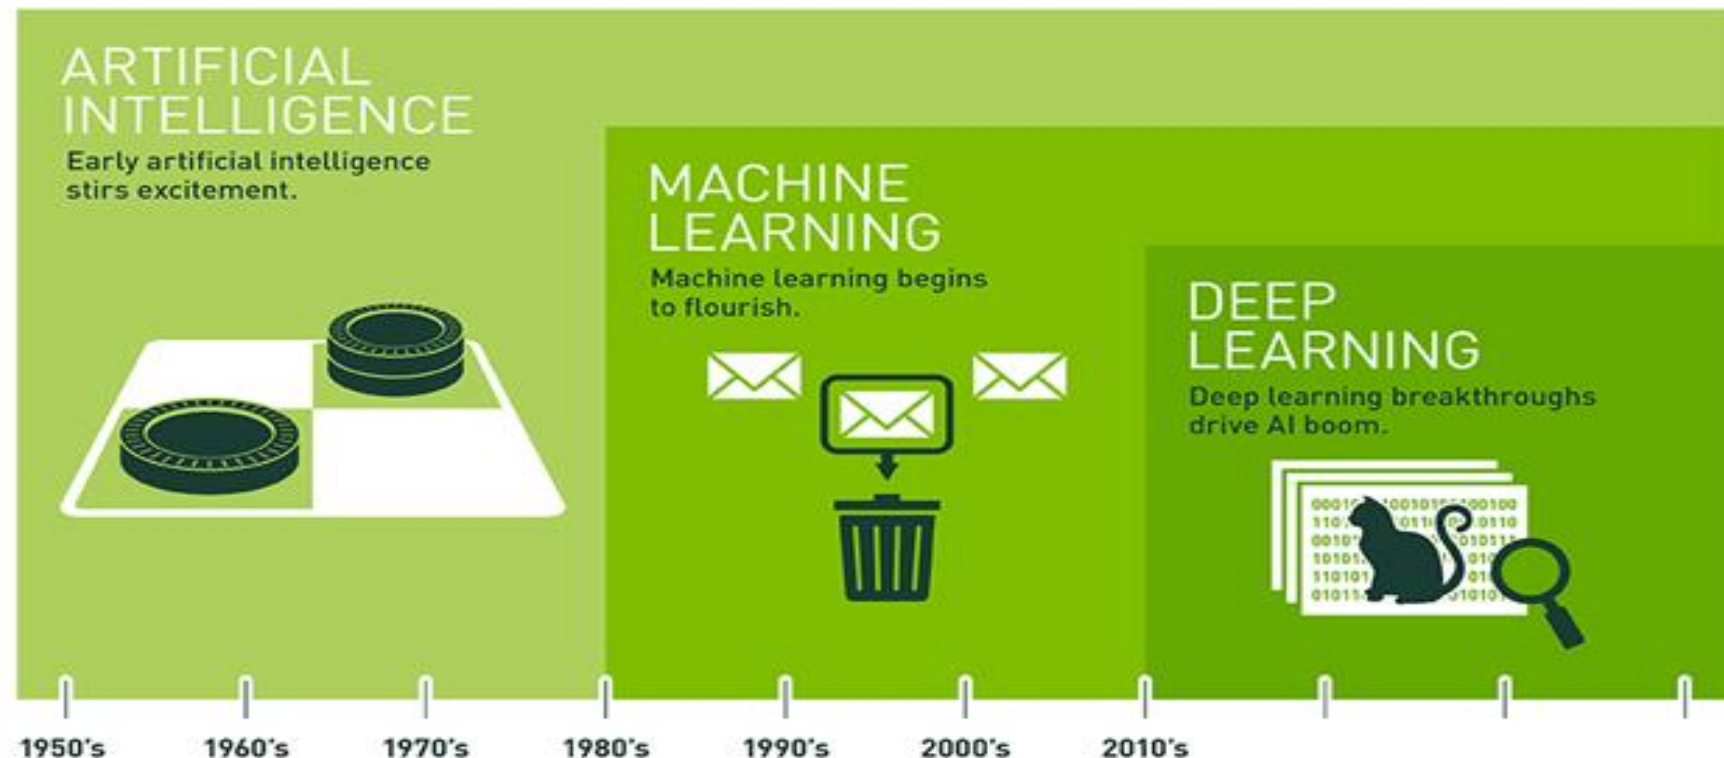 ARTIFICIAL
INTELLIGENCE
Early artificial intelligence
stirs excitement.
MACHINE
LEARNING
Machine learning begins
to flourish.
DEEP
LEARNING
Deep learning breakthroughs
drive AI boom.
1950's 1960's 1970's 1980's 1990's 2000's 2010's